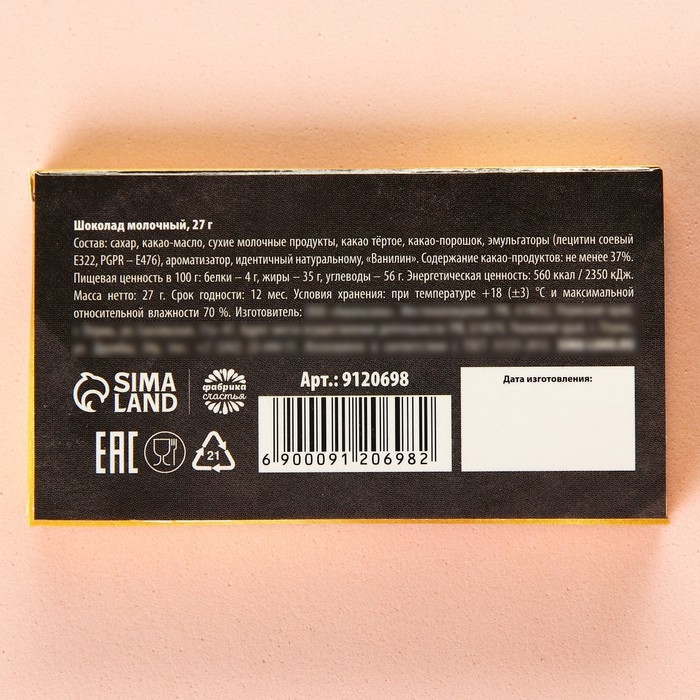 Шоколад молочный, 27 г
Состав: сахар, какао-масло, сухие молочные продукты, какао тёртое, какао-порошок, эмульгаторы (лецитин соевый
Е322, PGPR – Е476), ароматизатор, идентичный натуральному, «Ванилин». Содержание какао-продуктов: не менее 37%.
Пищевая ценность в 100 г: белки – 4 г, жиры – 35 г, углеводы – 56 г. Энергетическая ценность: 560 ккал / 2350 кДж.
Масса нетто: 27 г. Срок годности: 12 мес. Условия хранения: при температуре +18 (±3) °С и максимальной
относительной влажности 70 %. Изготовитель:
SIMA
LAND
фабрика
счастья
Арт.: 9120698
Дата изготовления:
EAC
21
6 900091 206982